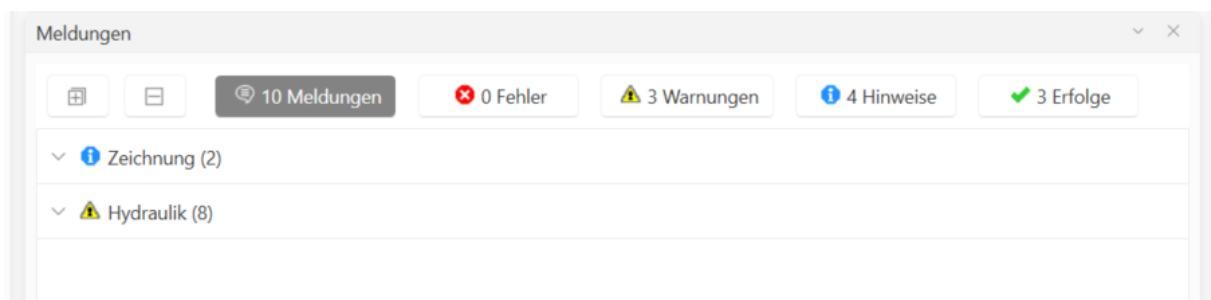 Meldungen
10 Meldungen 0 Fehler 3 Warnungen 4 Hinweise 3 Erfolge
Zeichnung (2)
Hydraulik (8)